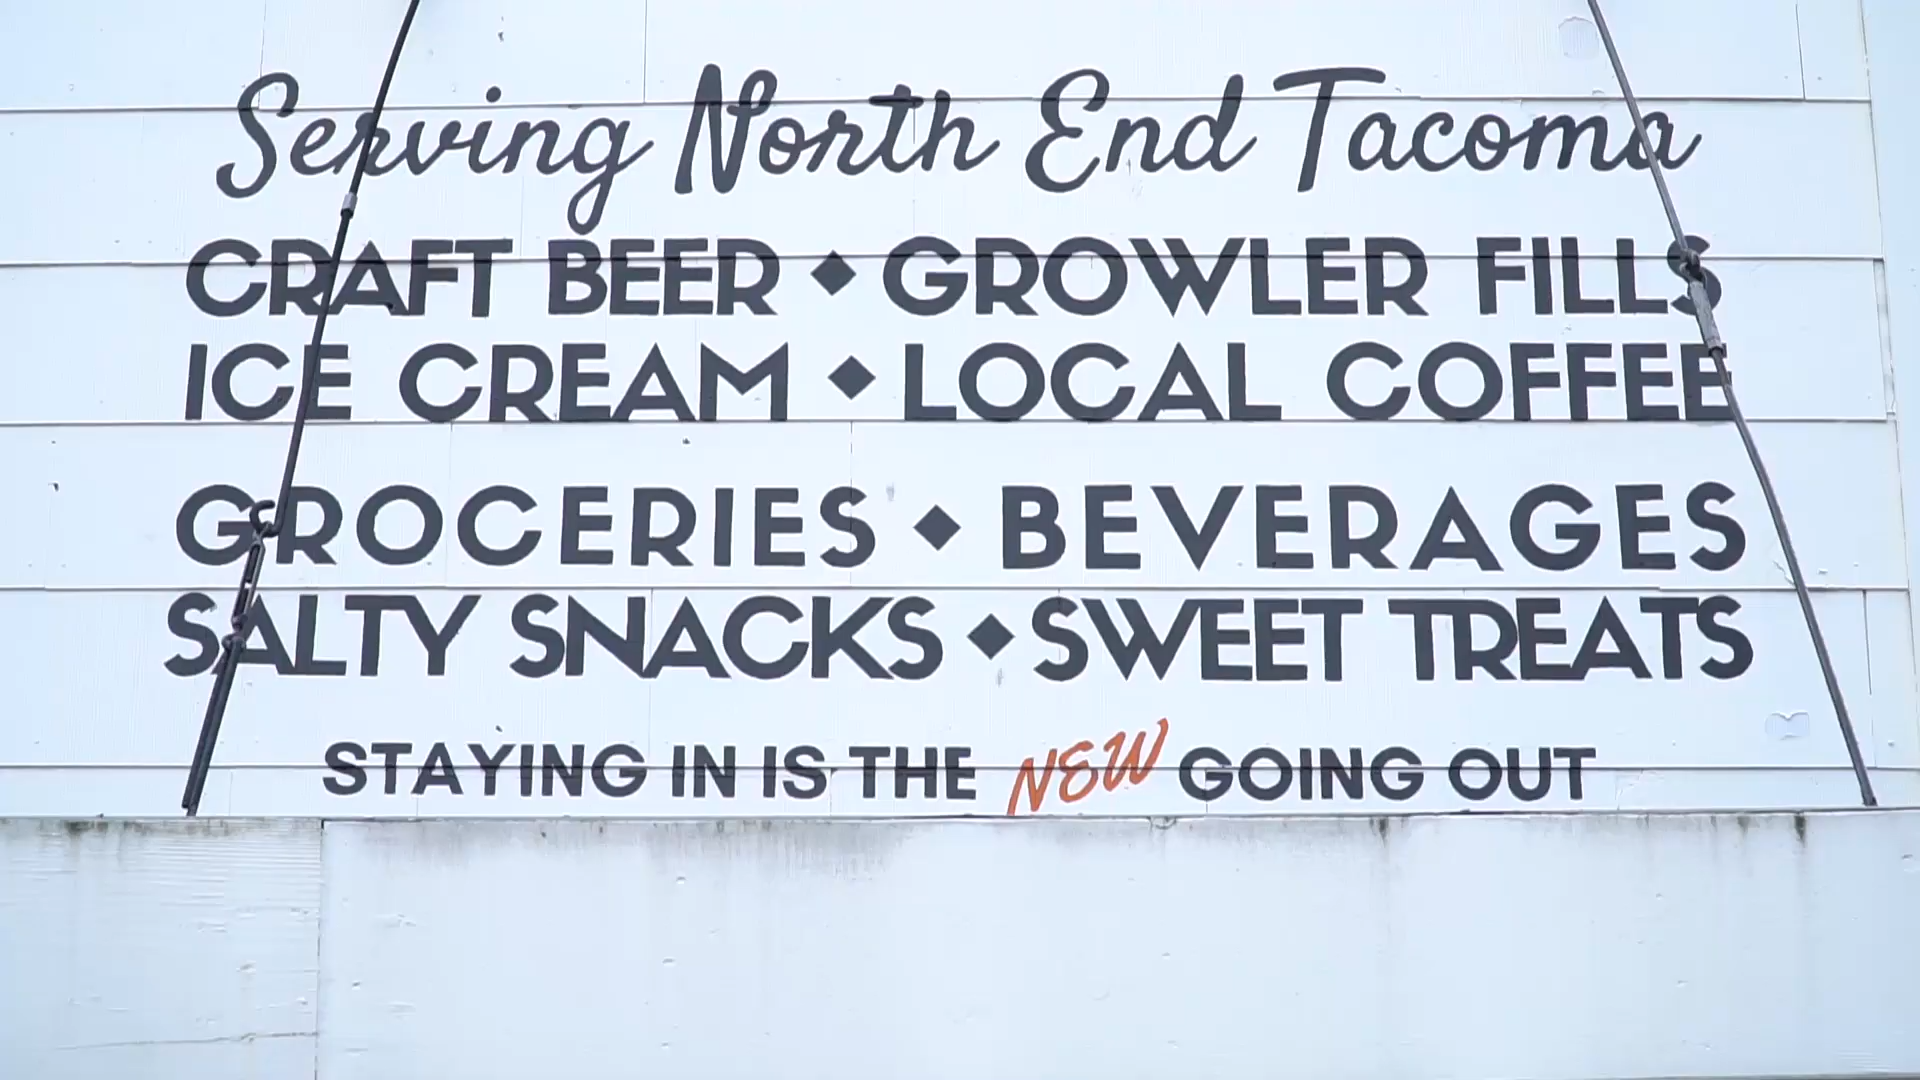 Serving North End Tacoma
CRAFT BEER ◆ GROWLER FILLS
ICE CREAM ◆ LOCAL COFFEE
GROCERIES ◆ BEVERAGES
SALTY SNACKS ◆ SWEET TREATS
STAYING IN IS THE NEW GOING OUT